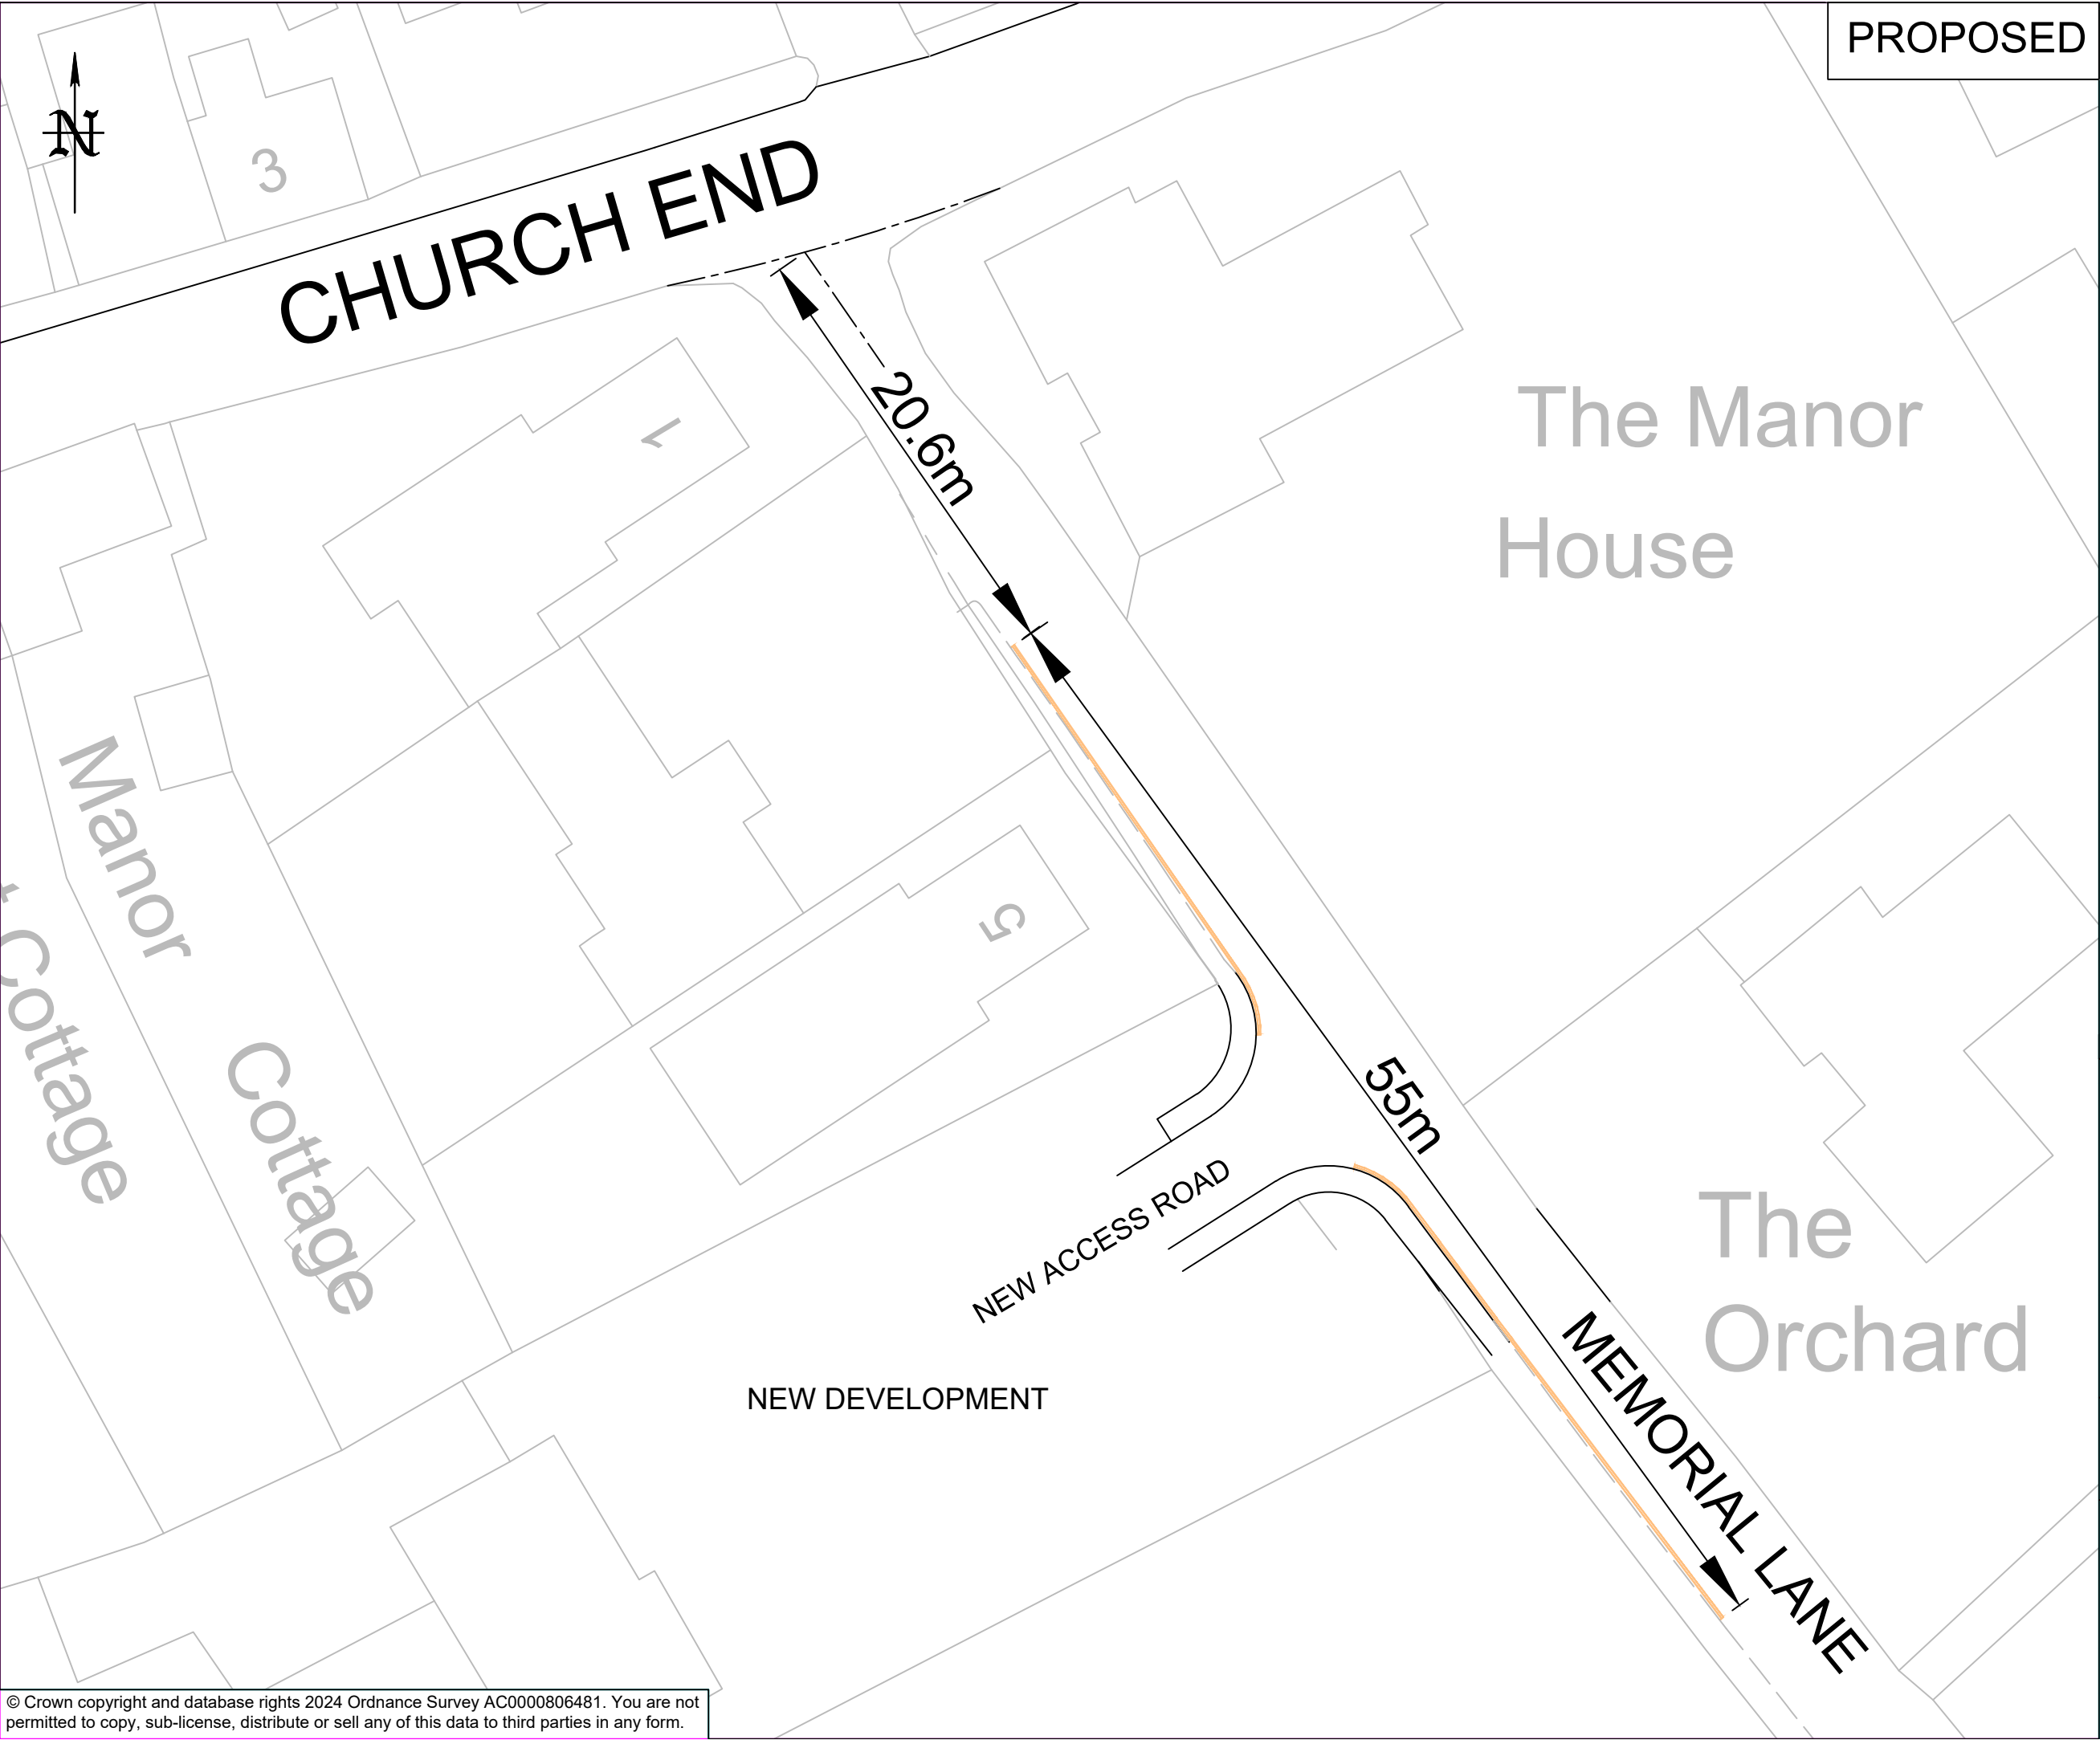 PROPOSED
N
3
CHURCH END
20.6m
1
The Manor
House
Manor
Cottage
t Cottage
5
55m
NEW ACCESS ROAD
The
Orchard
NEW DEVELOPMENT
MEMORIAL LANE
© Crown copyright and database rights 2024 Ordnance Survey AC0000806481. You are not
permitted to copy, sub-license, distribute or sell any of this data to third parties in any form.